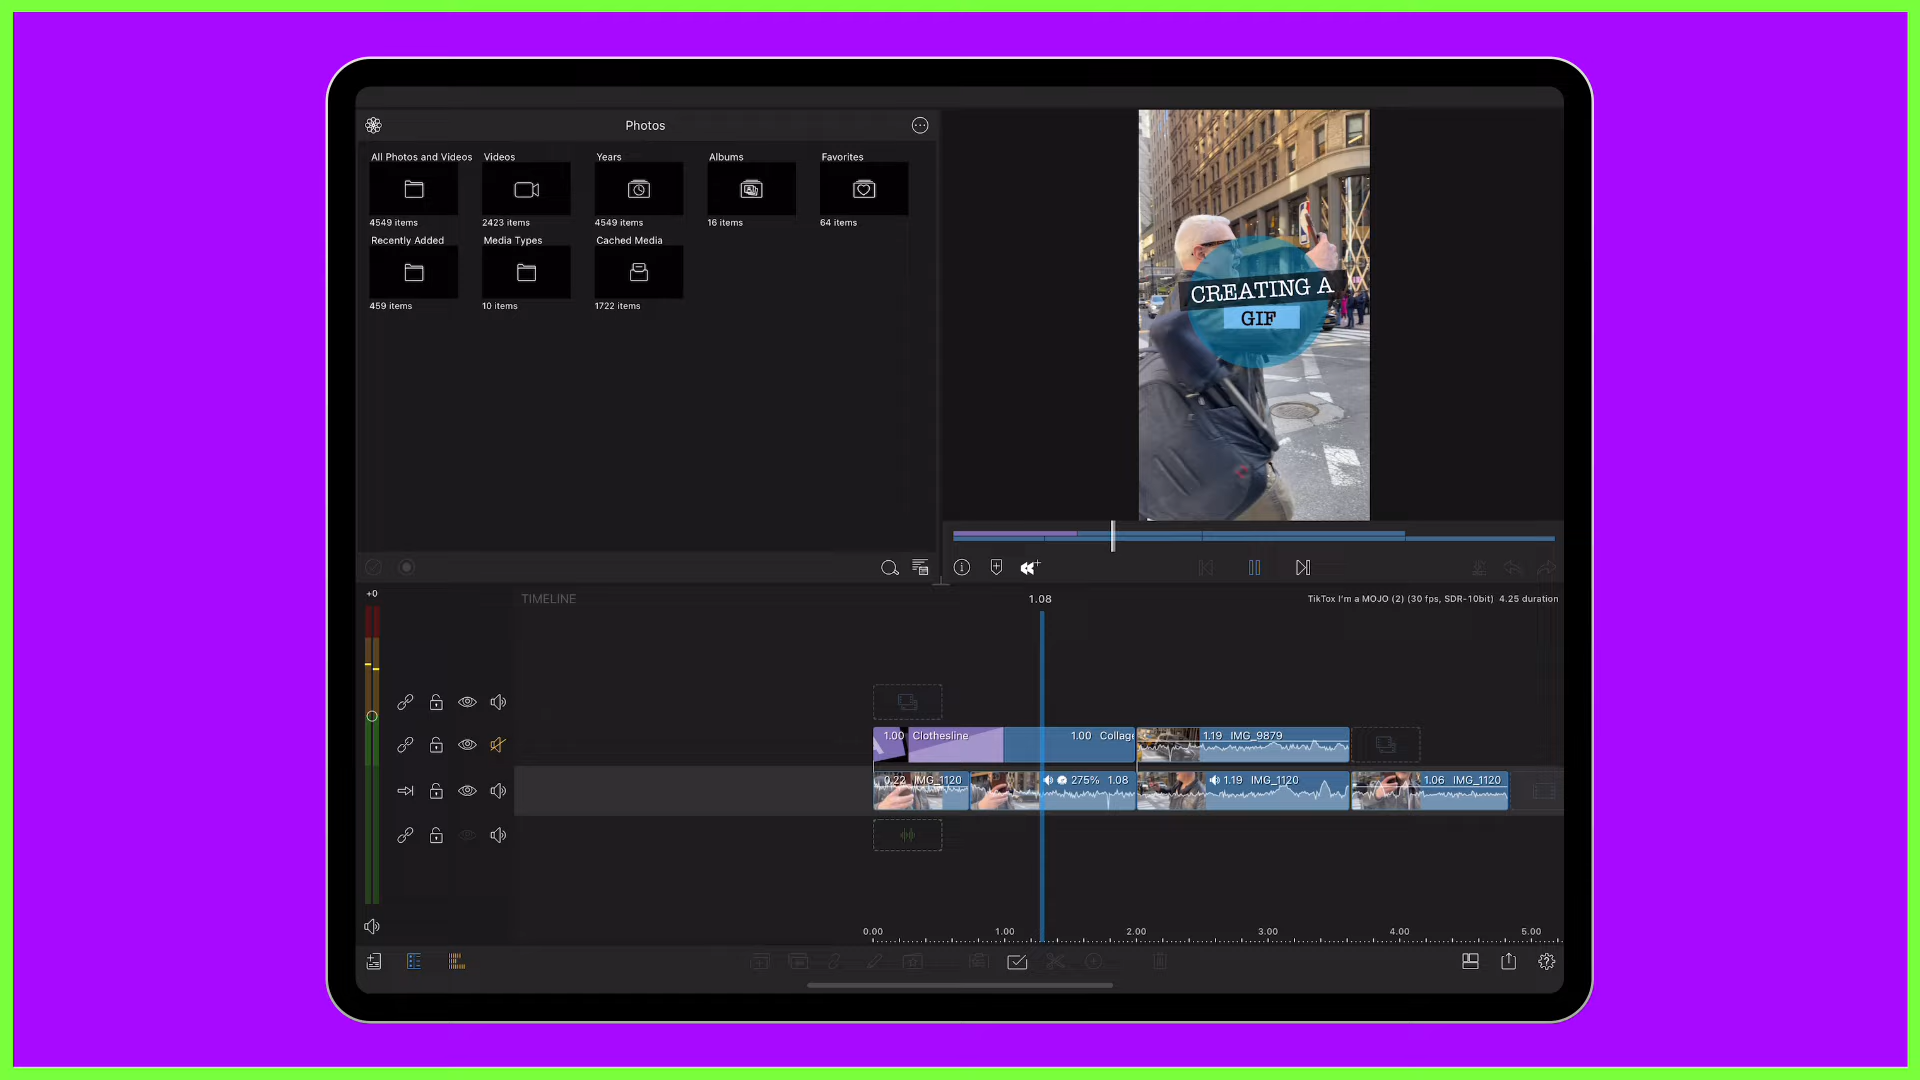 Photos
All Photos and Videos
Videos
Years
Albums
Favorites
4549 items
2423 items
4549 items
16 items
64 items
Recently Added
Media Types
Cached Media
459 items
10 items
1722 items
CREATING A
GIF
+0
TIMELINE
1.08
TikTox I'm a MOJO (2) (30 fps, SDR-10bit) 4.25 duration
1.00 Clothesline
1.00 Collage
1.19 IMG_9879
0.22 IMG_1120
275% 1.08
1.19 IMG_1120
1.06 IMG_1120
0.00
1.00
2.00
3.00
4.00
5.00